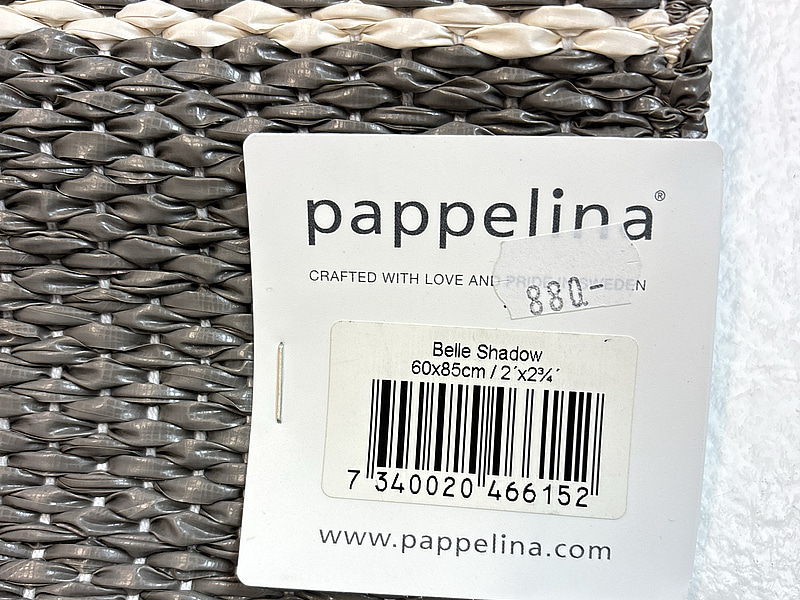 pappelina®
CRAFTED WITH LOVE AND PRIDE IN SWEDEN
880.-
Belle Shadow
60x85cm / 2´x2¾´
7 340020 466152
www.pappelina.com